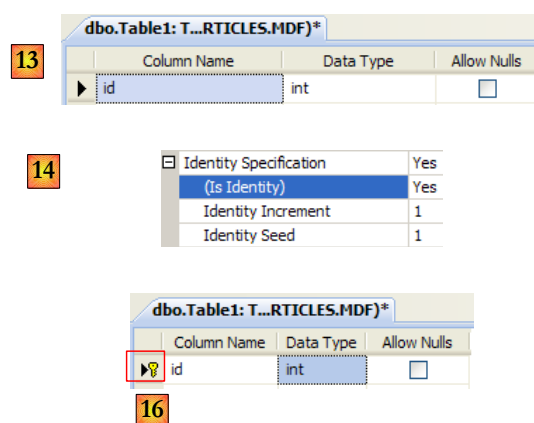 dbo.Table1: T...RTICLES.MDF)*
13
Column Name Data Type Allow Nulls
id int
14
Identity Specification Yes
(Is Identity) Yes
Identity Increment 1
Identity Seed 1
dbo.Table1: T...RTICLES.MDF)*
Column Name Data Type Allow Nulls
id int
16